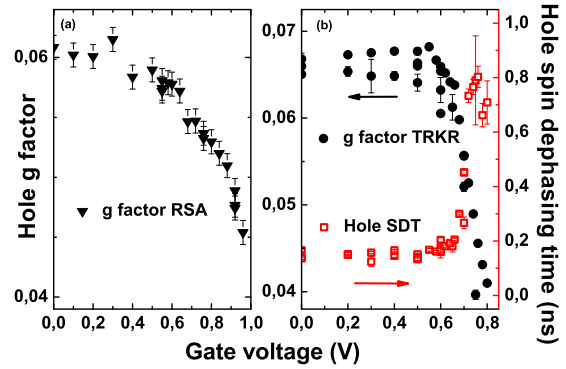 (a)
Hole g factor
0,06
0,04
g factor RSA
0,0
0,2
0,4
0,6
0,8
1,0
(b)
0,07
0,06
0,05
0,04
g factor TRKR
Hole SDT
0,0
0,2
0,4
0,6
0,8
1,0
0,8
0,6
0,4
0,2
0,0
Hole spin dephasing time (ns)
Gate voltage (V)